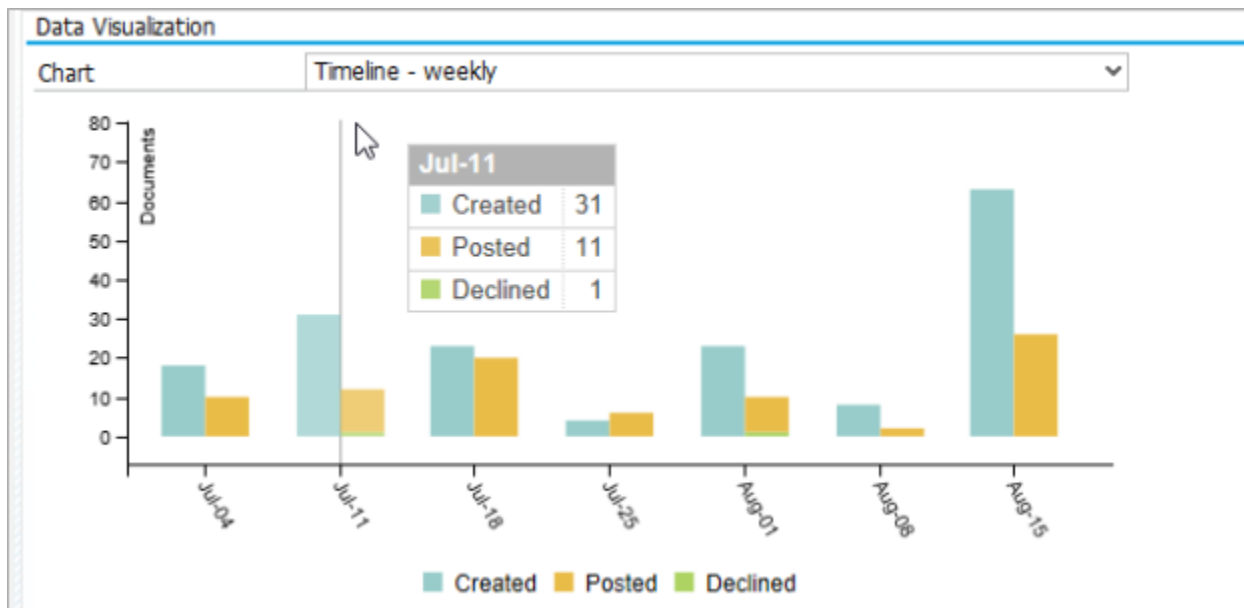 Data Visualization
Chart
Timeline - weekly
80
70
60
50
40
30
20
10
0
Documents
Jul-11
Created 31
Posted 11
Declined 1
Jul-04
Jul-11
Jul-18
Jul-25
Aug-01
Aug-08
Aug-15
Created Posted Declined